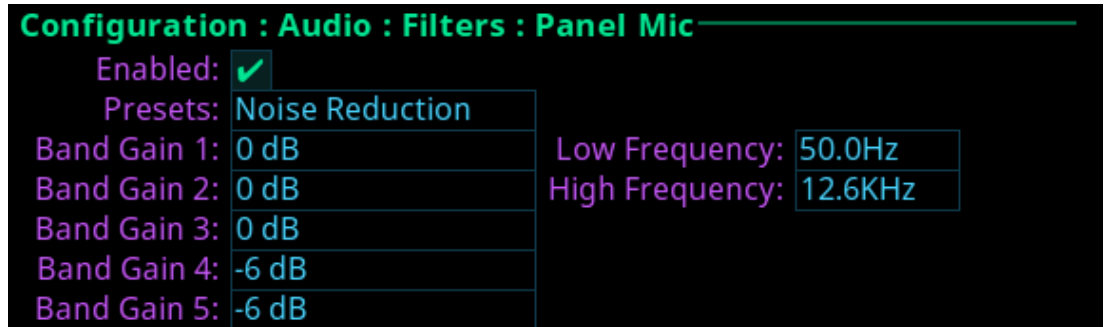 Configuration : Audio : Filters : Panel Mic
Enabled: ✔
Presets: Noise Reduction
Band Gain 1: 0 dB Low Frequency: 50.0Hz
Band Gain 2: 0 dB High Frequency: 12.6KHz
Band Gain 3: 0 dB
Band Gain 4: -6 dB
Band Gain 5: -6 dB